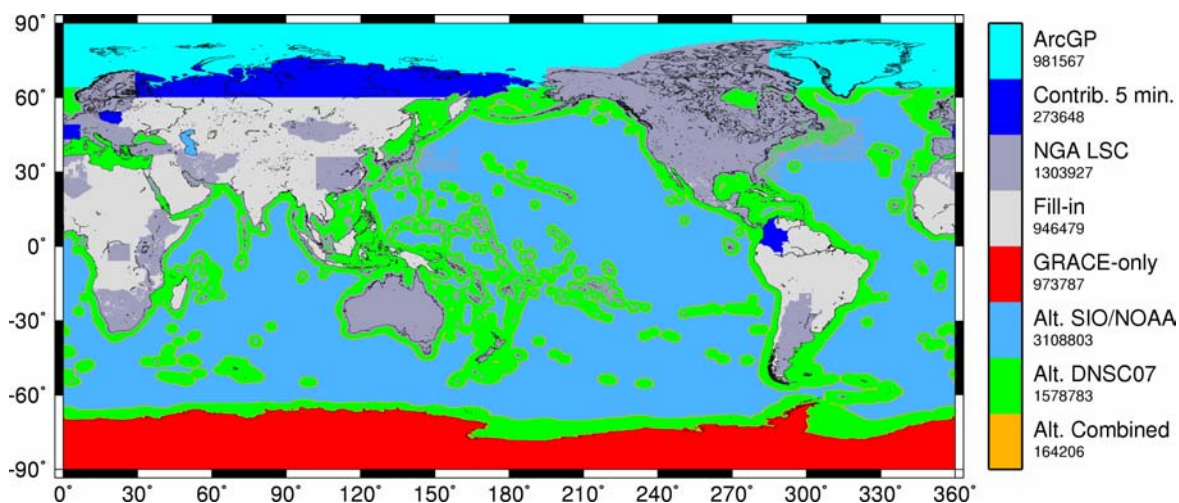 90˚
60˚
30˚
0˚
-30˚
-60˚
-90˚
0˚ 30˚ 60˚ 90˚ 120˚ 150˚ 180˚ 210˚ 240˚ 270˚ 300˚ 330˚ 360˚
ArcGP
981567
Contrib. 5 min.
273648
NGA LSC
1303927
Fill-in
946479
GRACE-only
973787
Alt. SIO/NOAA
3108803
Alt. DNSC07
1578783
Alt. Combined
164206